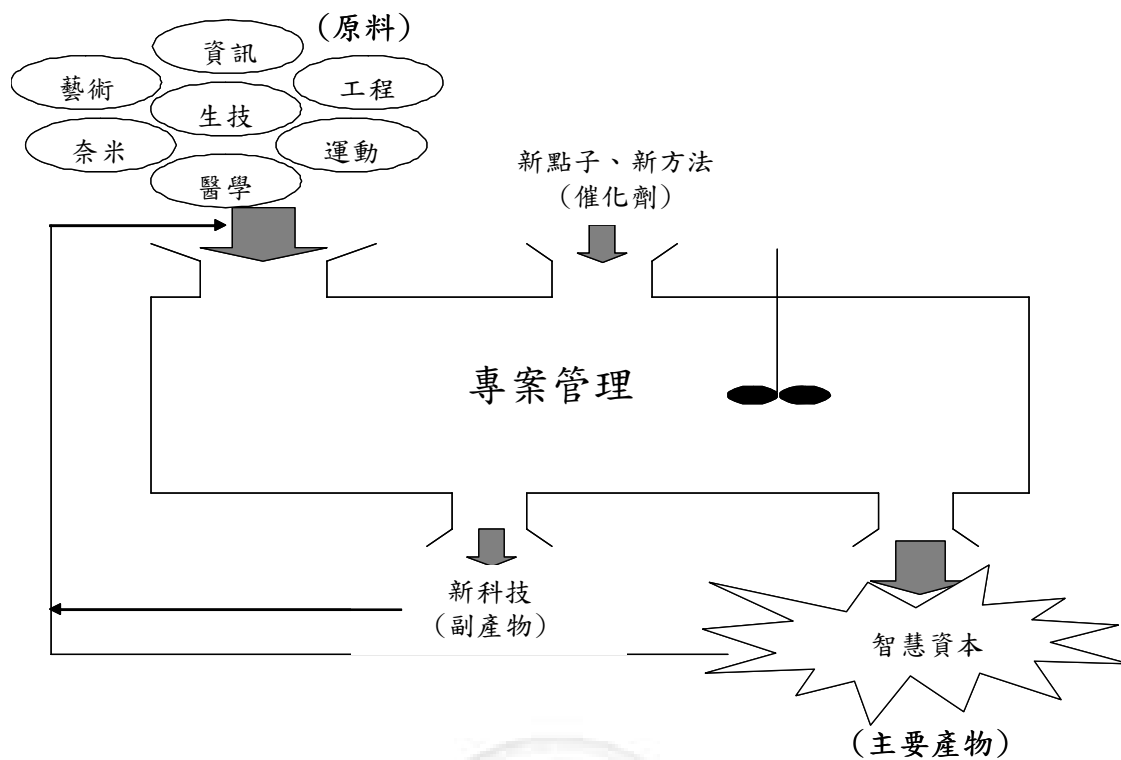 （原料）
資訊
藝術
工程
生技
奈米
運動
醫學
新點子、新方法
（催化劑）
專案管理
新科技
（副產物）
智慧資本
（主要產物）